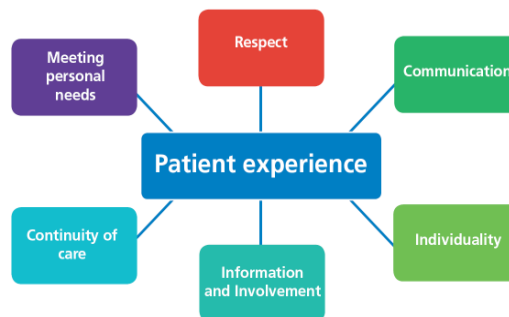 Respect
Meeting
personal
needs
Communication
Patient experience
Continuity of
care
Individuality
Information
and Involvement